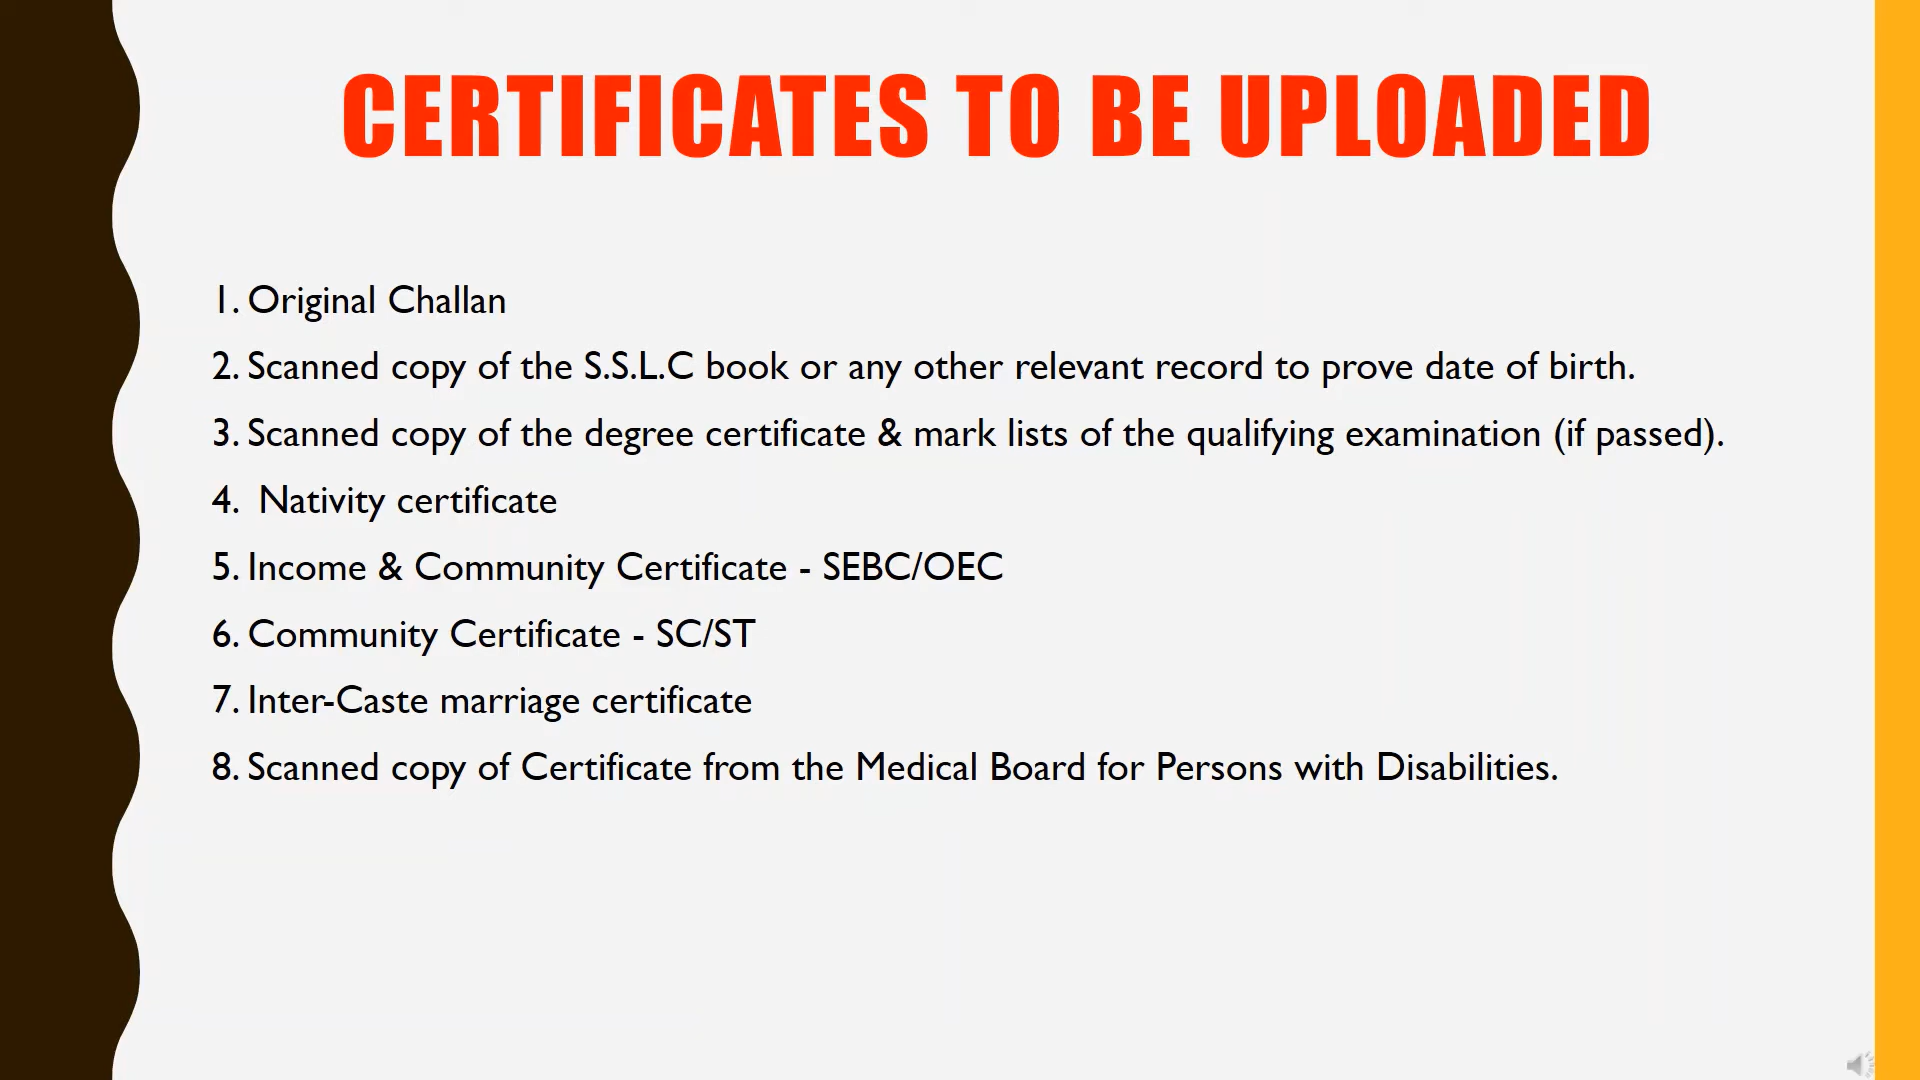 CERTIFICATES TO BE UPLOADED
1. Original Challan
2. Scanned copy of the S.S.L.C book or any other relevant record to prove date of birth.
3. Scanned copy of the degree certificate & mark lists of the qualifying examination (if passed).
4. Nativity certificate
5. Income & Community Certificate - SEBC/OEC
6. Community Certificate - SC/ST
7. Inter-Caste marriage certificate
8. Scanned copy of Certificate from the Medical Board for Persons with Disabilities.